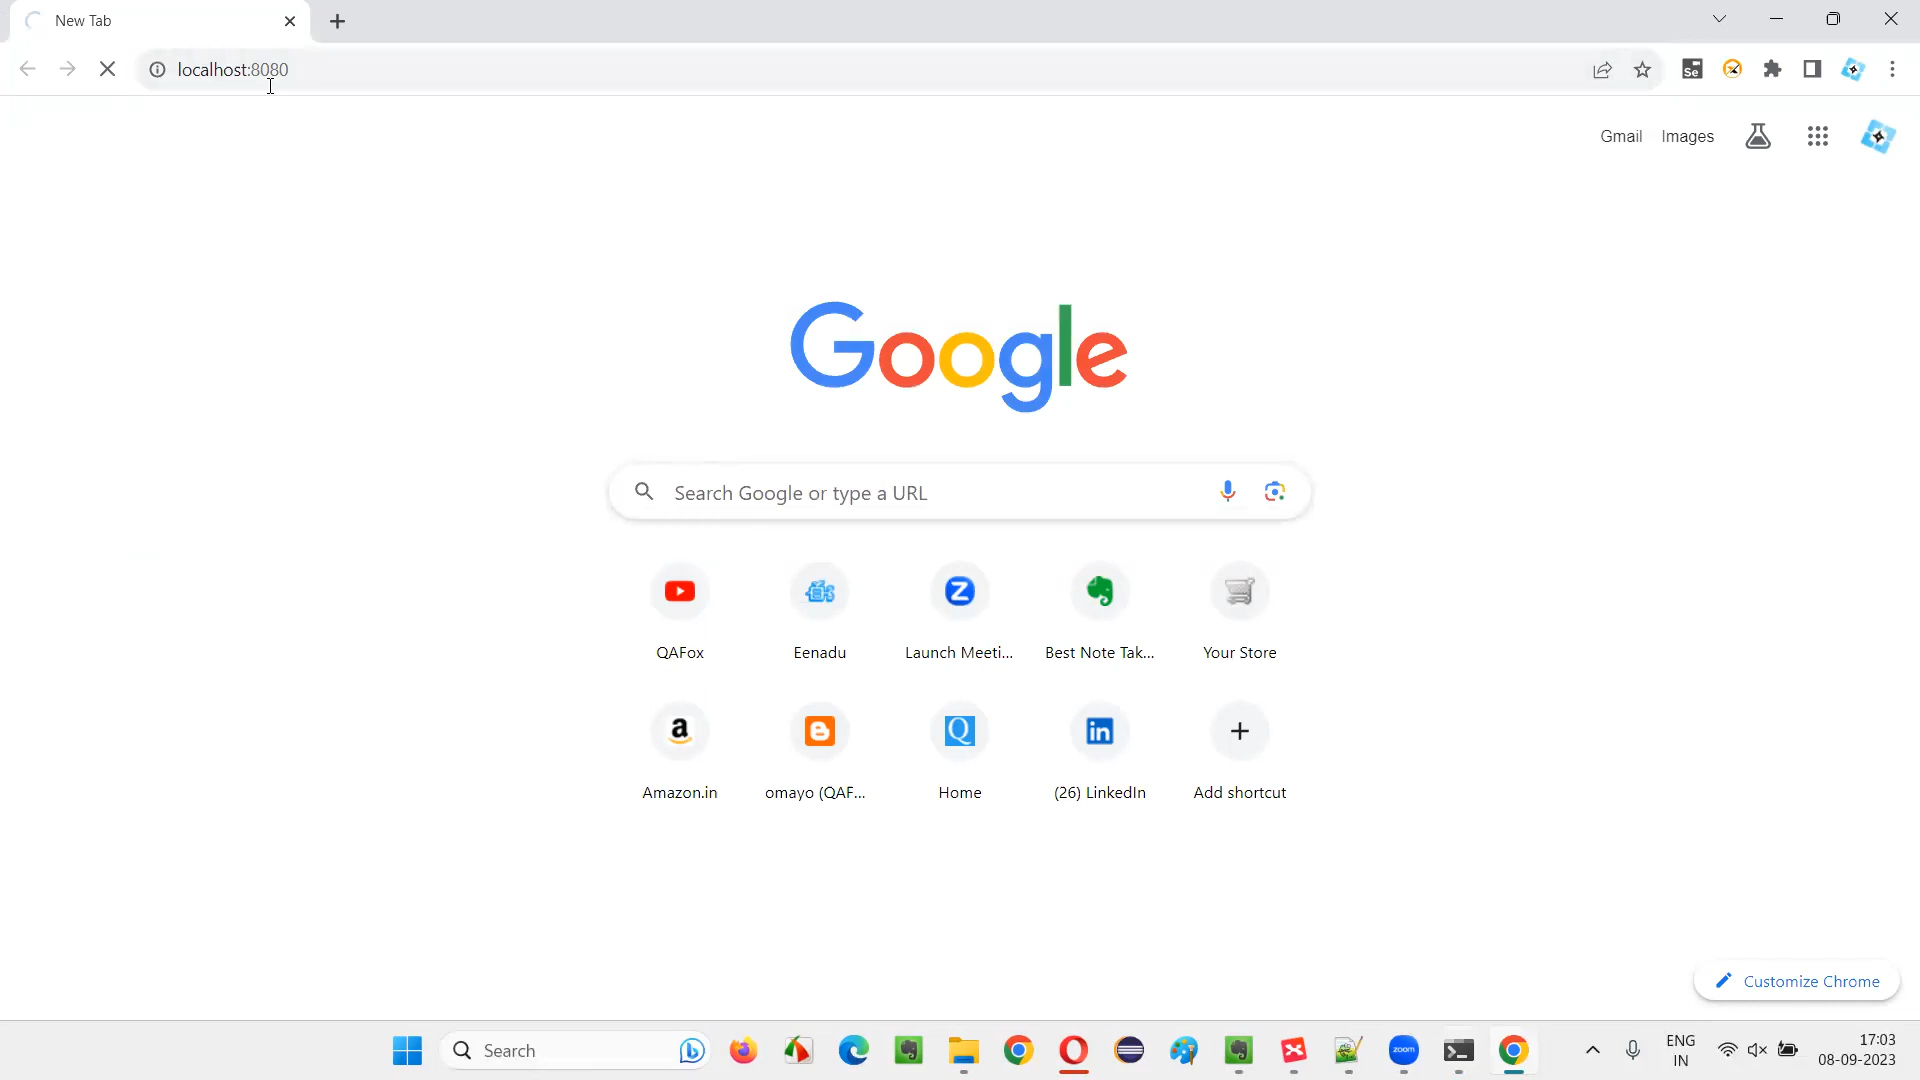 New Tab
localhost:8080
Se
Gmail
Images
Google
Search Google or type a URL
QAFox
Eenadu
Launch Meeti...
Best Note Tak...
Your Store
Amazon.in
omayo (QAF...
Home
(26) LinkedIn
Add shortcut
Customize Chrome
Search
zoom
ENG
IN
17:03
08-09-2023